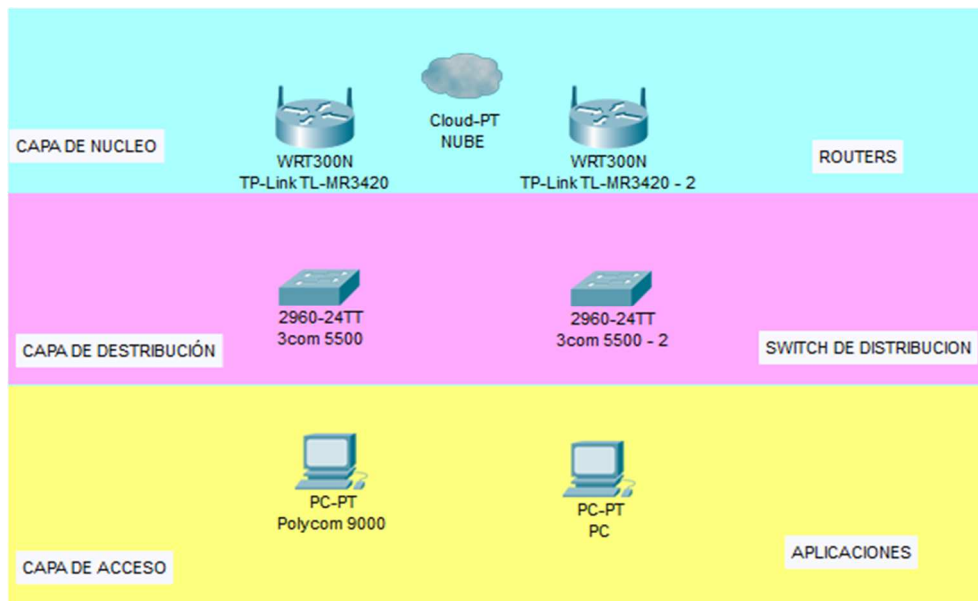 Cloud-PT
NUBE
CAPA DE NUCLEO
WRT300N
TP-Link TL-MR3420
WRT300N
TP-Link TL-MR3420 - 2
ROUTERS
2960-24TT
3com 5500
2960-24TT
3com 5500 - 2
CAPA DE DESTRIBUCIÓN
SWITCH DE DISTRIBUCION
PC-PT
Polycom 9000
PC-PT
PC
CAPA DE ACCESO
APLICACIONES